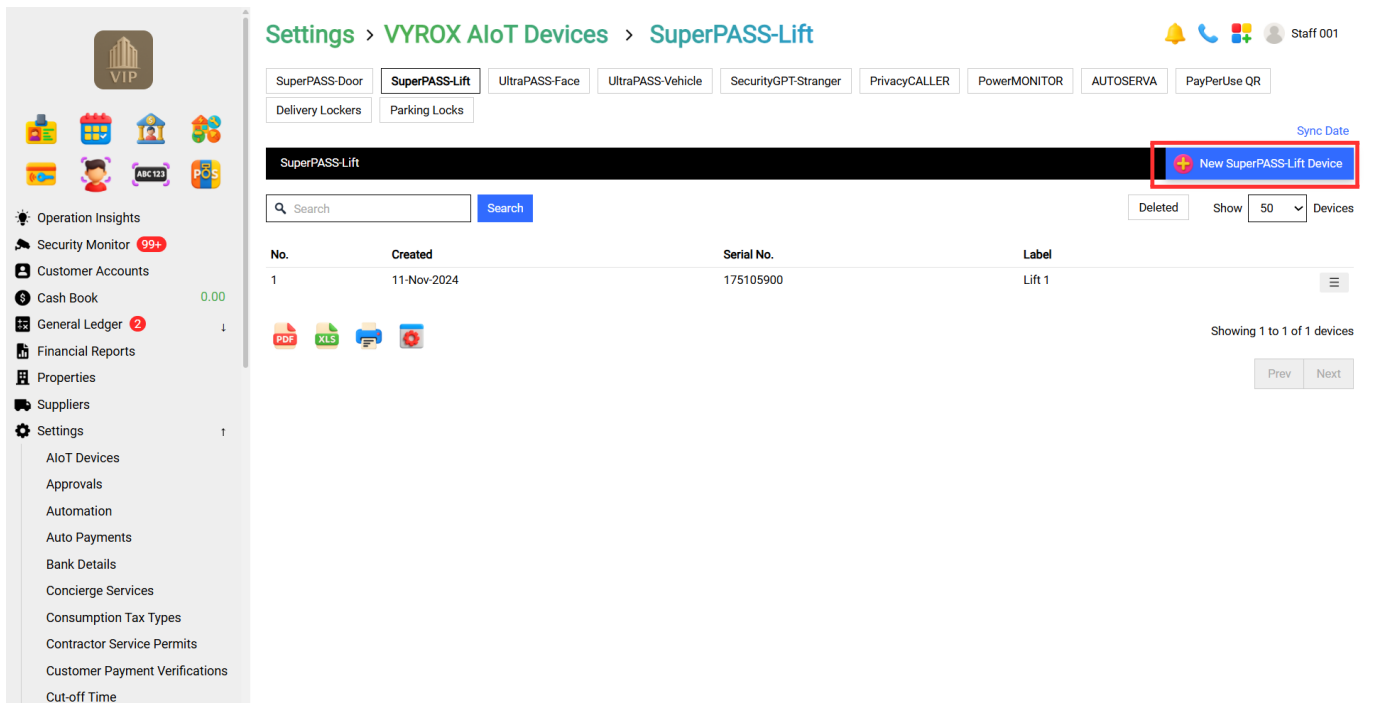 VIP
ABC 123
POS
Operation Insights
Security Monitor 99+
Customer Accounts
Cash Book 0.00
General Ledger 2 ↓
Financial Reports
Properties
Suppliers
Settings ↑
AIoT Devices
Approvals
Automation
Auto Payments
Bank Details
Concierge Services
Consumption Tax Types
Contractor Service Permits
Customer Payment Verifications
Cut-off Time
Settings > VYROX AIoT Devices > SuperPASS-Lift
Staff 001
SuperPASS-Door SuperPASS-Lift UltraPASS-Face UltraPASS-Vehicle SecurityGPT-Stranger PrivacyCALLER PowerMONITOR AUTOSERVA PayPerUse QR
Delivery Lockers Parking Locks
Sync Date
SuperPASS-Lift New SuperPASS-Lift Device
Search Search Deleted Show 50 Devices
No. Created Serial No. Label
1 11-Nov-2024 175105900 Lift 1
PDF XLS Showing 1 to 1 of 1 devices
Prev Next